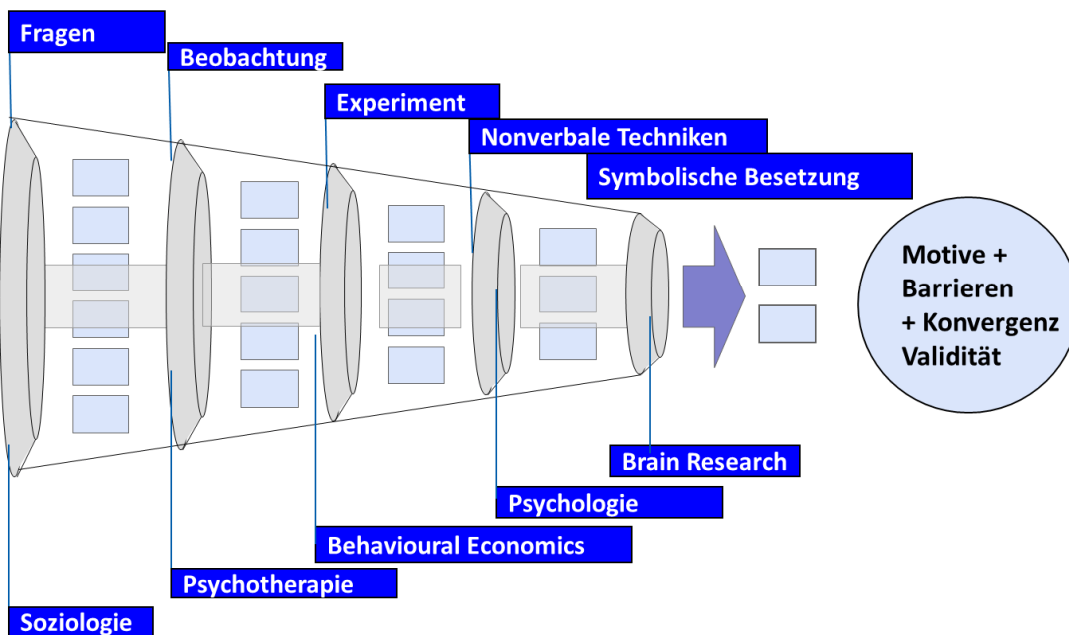 Fragen
Beobachtung
Experiment
Nonverbale Techniken
Symbolische Besetzung
Motive +
Barrieren
+ Konvergenz
Validität
Brain Research
Psychologie
Behavioural Economics
Psychotherapie
Soziologie